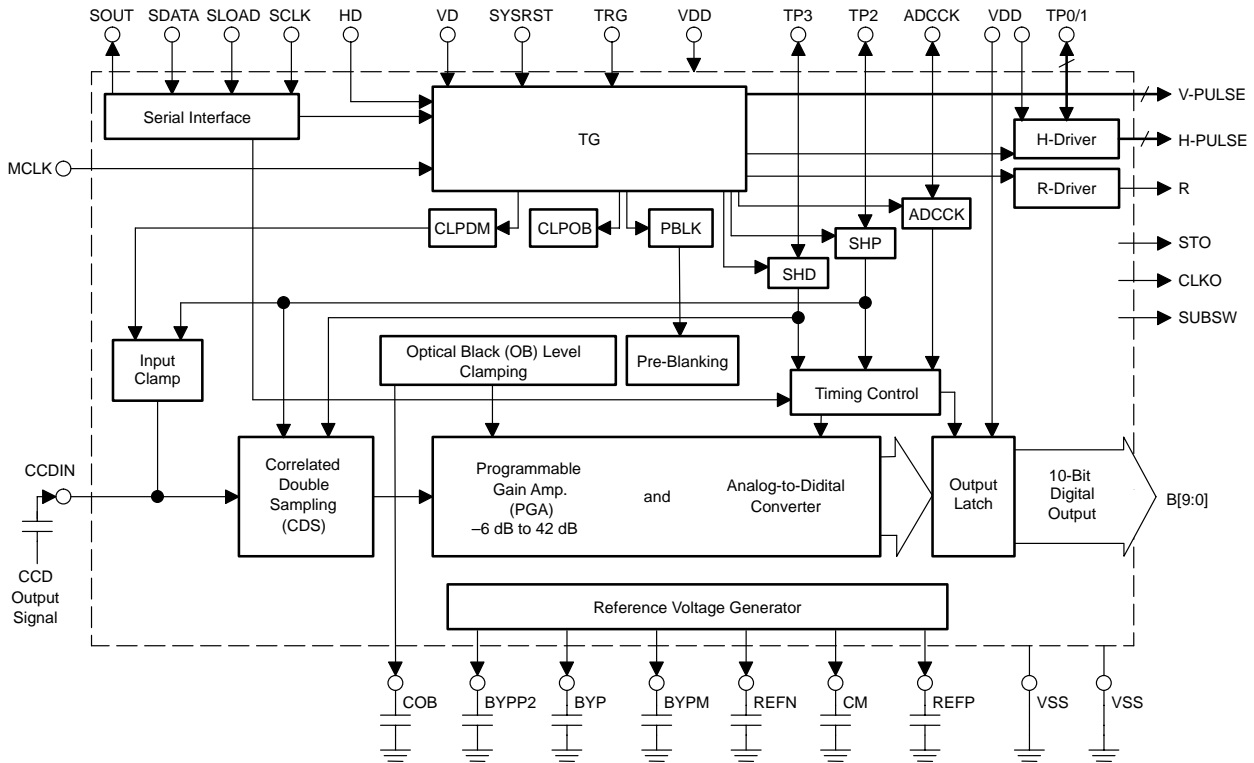 SOUT SDATA SLOAD SCLK HD VD SYSRST TRG VDD TP3 TP2 ADCCK VDD TP0/1
V-PULSE
Serial Interface
TG
H-Driver
H-PULSE
MCLK
R-Driver
R
ADCCK
CLPDM
CLPOB
PBLK
SHP
STO
SHD
CLKO
SUBSW
Input
Clamp
Optical Black (OB) Level
Clamping
Pre-Blanking
Timing Control
CCDIN
Correlated
Double
Sampling
(CDS)
Programmable
Gain Amp.
(PGA)
–6 dB to 42 dB
and
Analog-to-Didital
Converter
Output
Latch
10-Bit
Digital
Output
B[9:0]
CCD
Output
Signal
Reference Voltage Generator
COB BYPP2 BYP BYPM REFN CM REFP VSS VSS